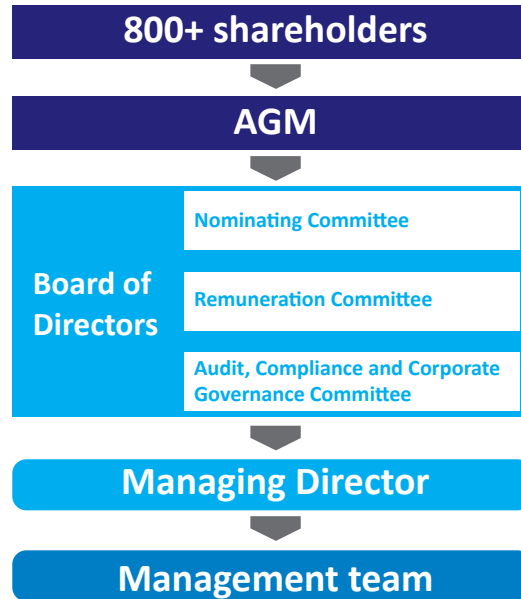 800+ shareholders
AGM
Board of
Directors
Nominating Committee
Remuneration Committee
Audit, Compliance and Corporate
Governance Committee
Managing Director
Management team